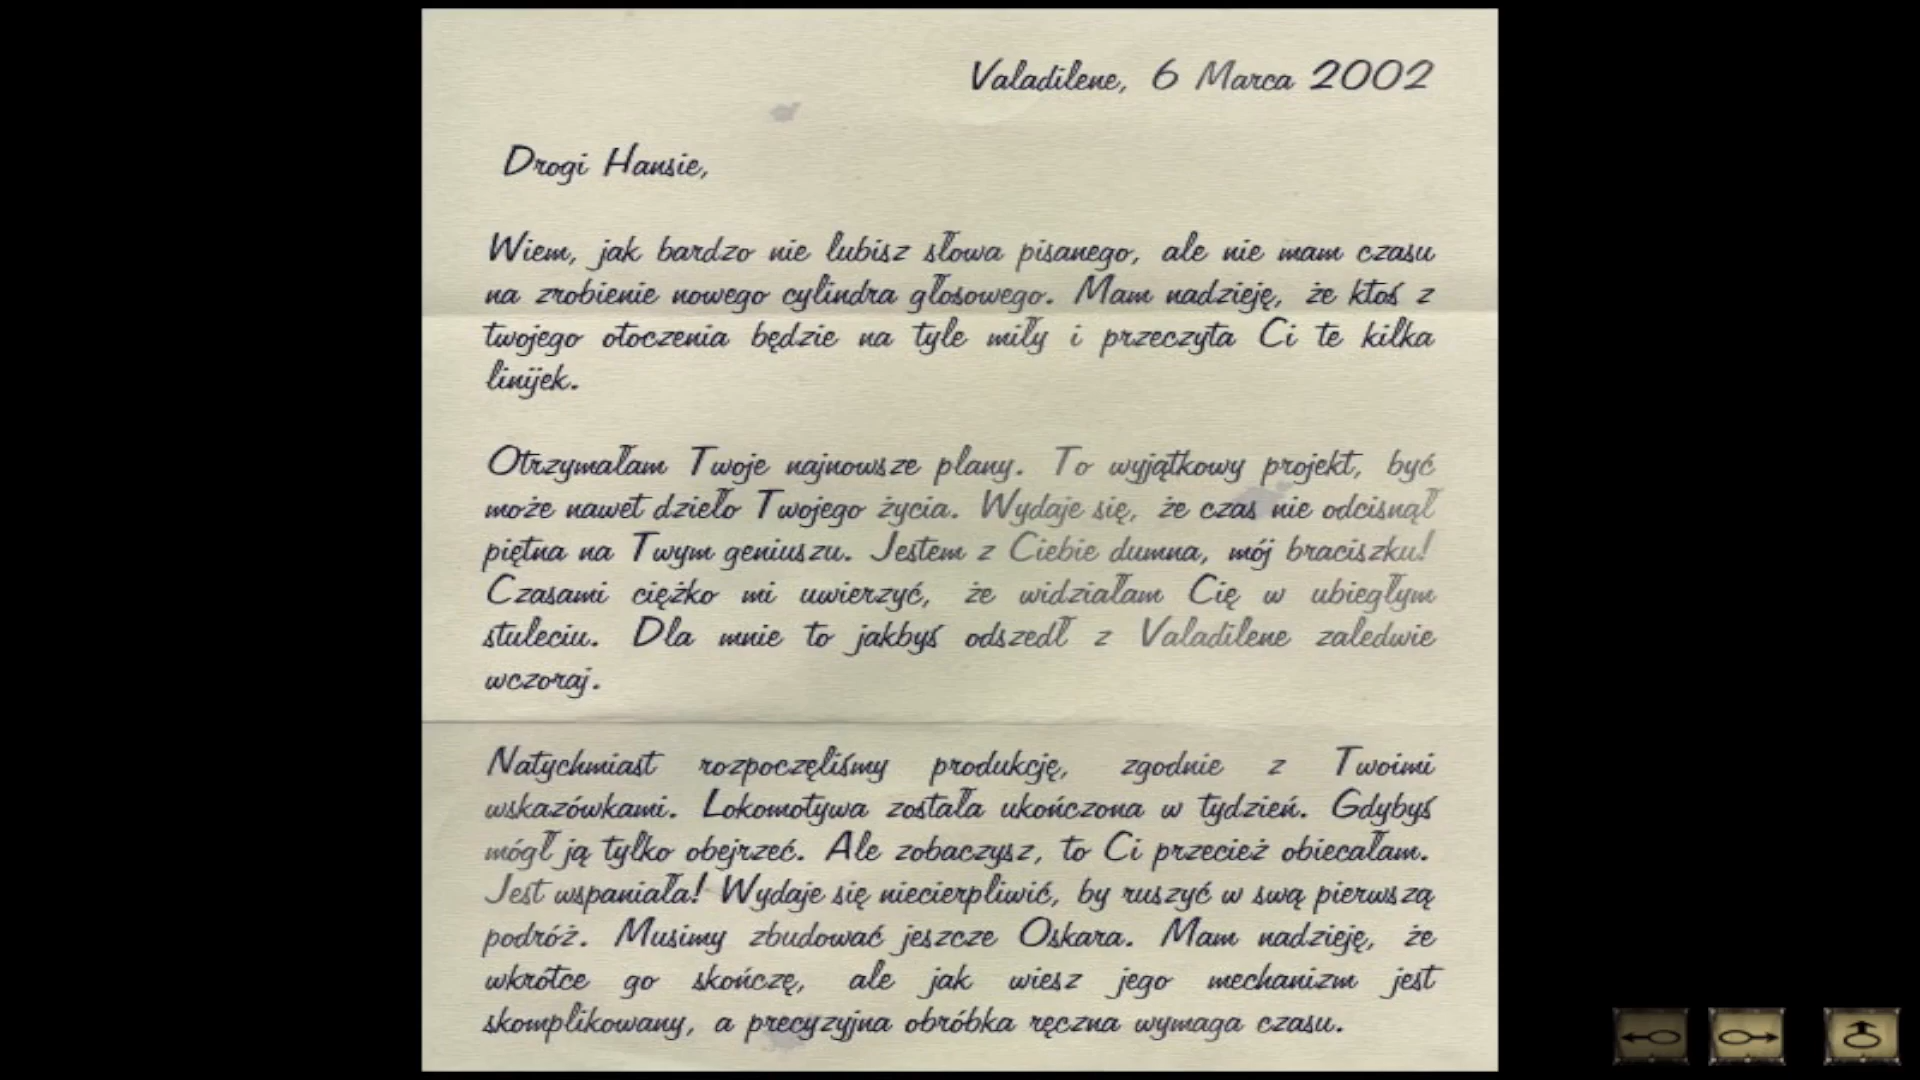 Valadilene, 6 Marca 2002
Drogi Hansie,
Wiem, jak bardzo nie lubisz słowa pisanego, ale nie mam czasu
na zrobienie nowego cylindra głosowego. Mam nadzieję, że ktoś z
twojego otoczenia będzie na tyle miły i przeczyta Ci te kilka
linijek.
Otrzymałam Twoje najnowsze plany. To wyjątkowy projekt, być
może nawet dzieło Twojego życia. Wydaje się, że czas nie odcisnął
piętna na Twym geniuszu. Jestem z Ciebie dumna, mój braciszku!
Czasami ciężko mi uwierzyć, że widziałam Cię w ubiegłym
stuleciu. Dla mnie to jakbyś odszedł z Valadilene zaledwie
wczoraj.
Natychmiast rozpoczęliśmy produkcję, zgodnie z Twoimi
wskazówkami. Lokomotywa została ukończona w tydzień. Gdybyś
mógł ją tylko obejrzeć. Ale zobaczysz, to Ci przecież obiecałam.
Jest wspaniała! Wydaje się niecierpliwić, by ruszyć w swą pierwszą
podróż. Musimy zbudować jeszcze Oskara. Mam nadzieję, że
wkrótce go skończę, ale jak wiesz jego mechanizm jest
skomplikowany, a precyzyjna obróbka ręczna wymaga czasu.